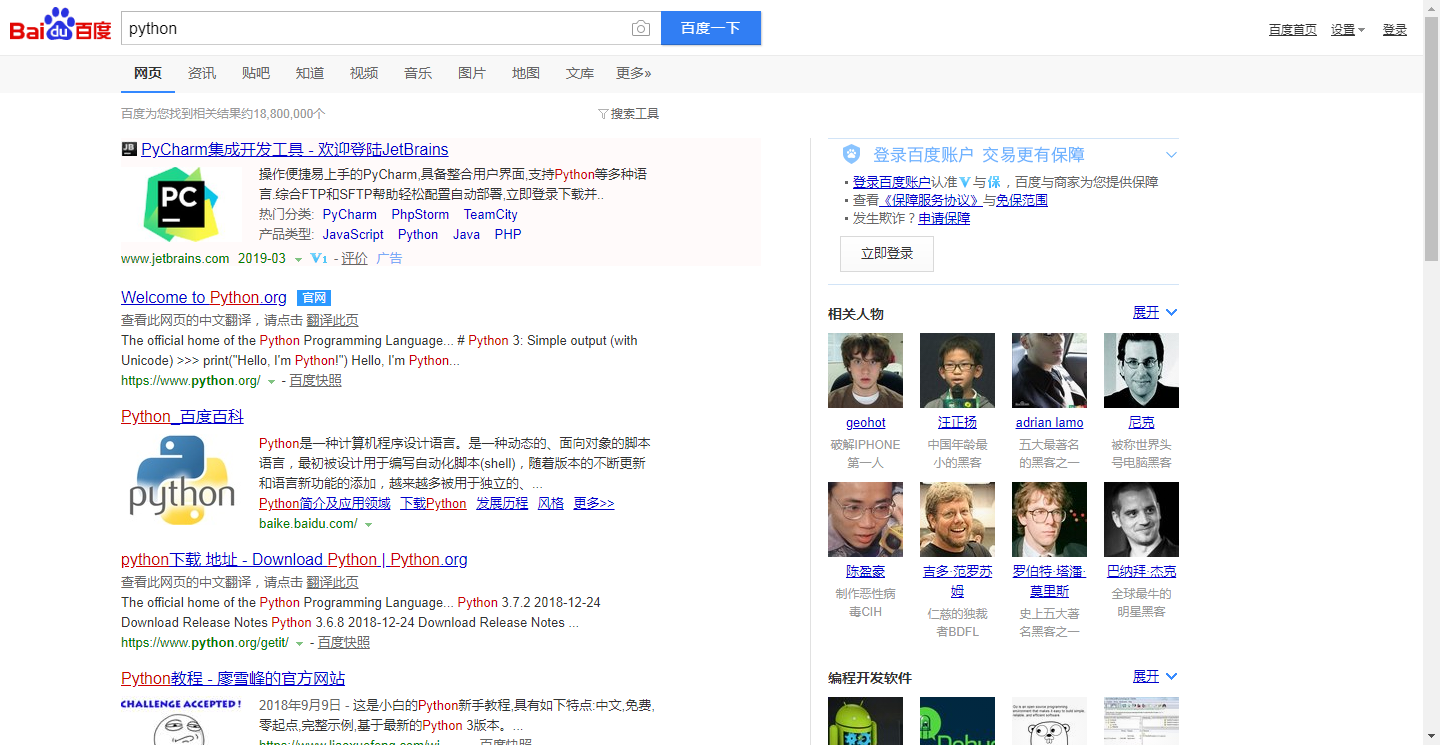 Bai du 百度
python
百度一下
百度首页 设置 登录
网页 资讯 贴吧 知道 视频 音乐 图片 地图 文库 更多»
百度为您找到相关结果约18,800,000个
搜索工具
JB PyCharm集成开发工具 - 欢迎登陆JetBrains
PC
操作便捷易上手的PyCharm,具备整合用户界面,支持Python等多种语
言.综合FTP和SFTP帮助轻松配置自动部署,立即登录下载并..
热门分类: PyCharm PhpStorm TeamCity
产品类型: JavaScript Python Java PHP
www.jetbrains.com 2019-03 V1 - 评价 广告
Welcome to Python.org 官网
查看此网页的中文翻译，请点击 翻译此页
The official home of the Python Programming Language... # Python 3: Simple output (with
Unicode) >>> print("Hello, I'm Python!") Hello, I'm Python...
https://www.python.org/ - 百度快照
Python_百度百科
python
Python是一种计算机程序设计语言。是一种动态的、面向对象的脚本
语言，最初被设计用于编写自动化脚本(shell)，随着版本的不断更新
和语言新功能的添加，越来越多被用于独立的、...
Python简介及应用领域 下载Python 发展历程 风格 更多>>
baike.baidu.com/
python下载 地址 - Download Python | Python.org
查看此网页的中文翻译，请点击 翻译此页
The official home of the Python Programming Language... Python 3.7.2 2018-12-24
Download Release Notes Python 3.6.8 2018-12-24 Download Release Notes ...
https://www.python.org/getit/ - 百度快照
Python教程 - 廖雪峰的官方网站
CHALLENGE ACCEPTED!
2018年9月9日 - 这是小白的Python新手教程,具有如下特点:中文,免费,
零起点,完整示例,基于最新的Python 3版本。...
登录百度账户 交易更有保障
登录百度账户认准V与保，百度与商家为您提供保障
查看《保障服务协议》与免保范围
发生欺诈？申请保障
立即登录
相关人物 展开
geohot 汪正扬 adrian lamo 尼克
破解IPHONE 中国年龄最 五大最著名 被称世界头
第一人 小的黑客 的黑客之一 号电脑黑客
陈盈豪 吉多·范罗苏 罗伯特·塔潘· 巴纳拜·杰克
姆 莫里斯
制作恶性病 全球最牛的
毒CIH 明星黑客
仁慈的独裁 史上五大著
者BDFL 名黑客之一
编程开发软件 展开